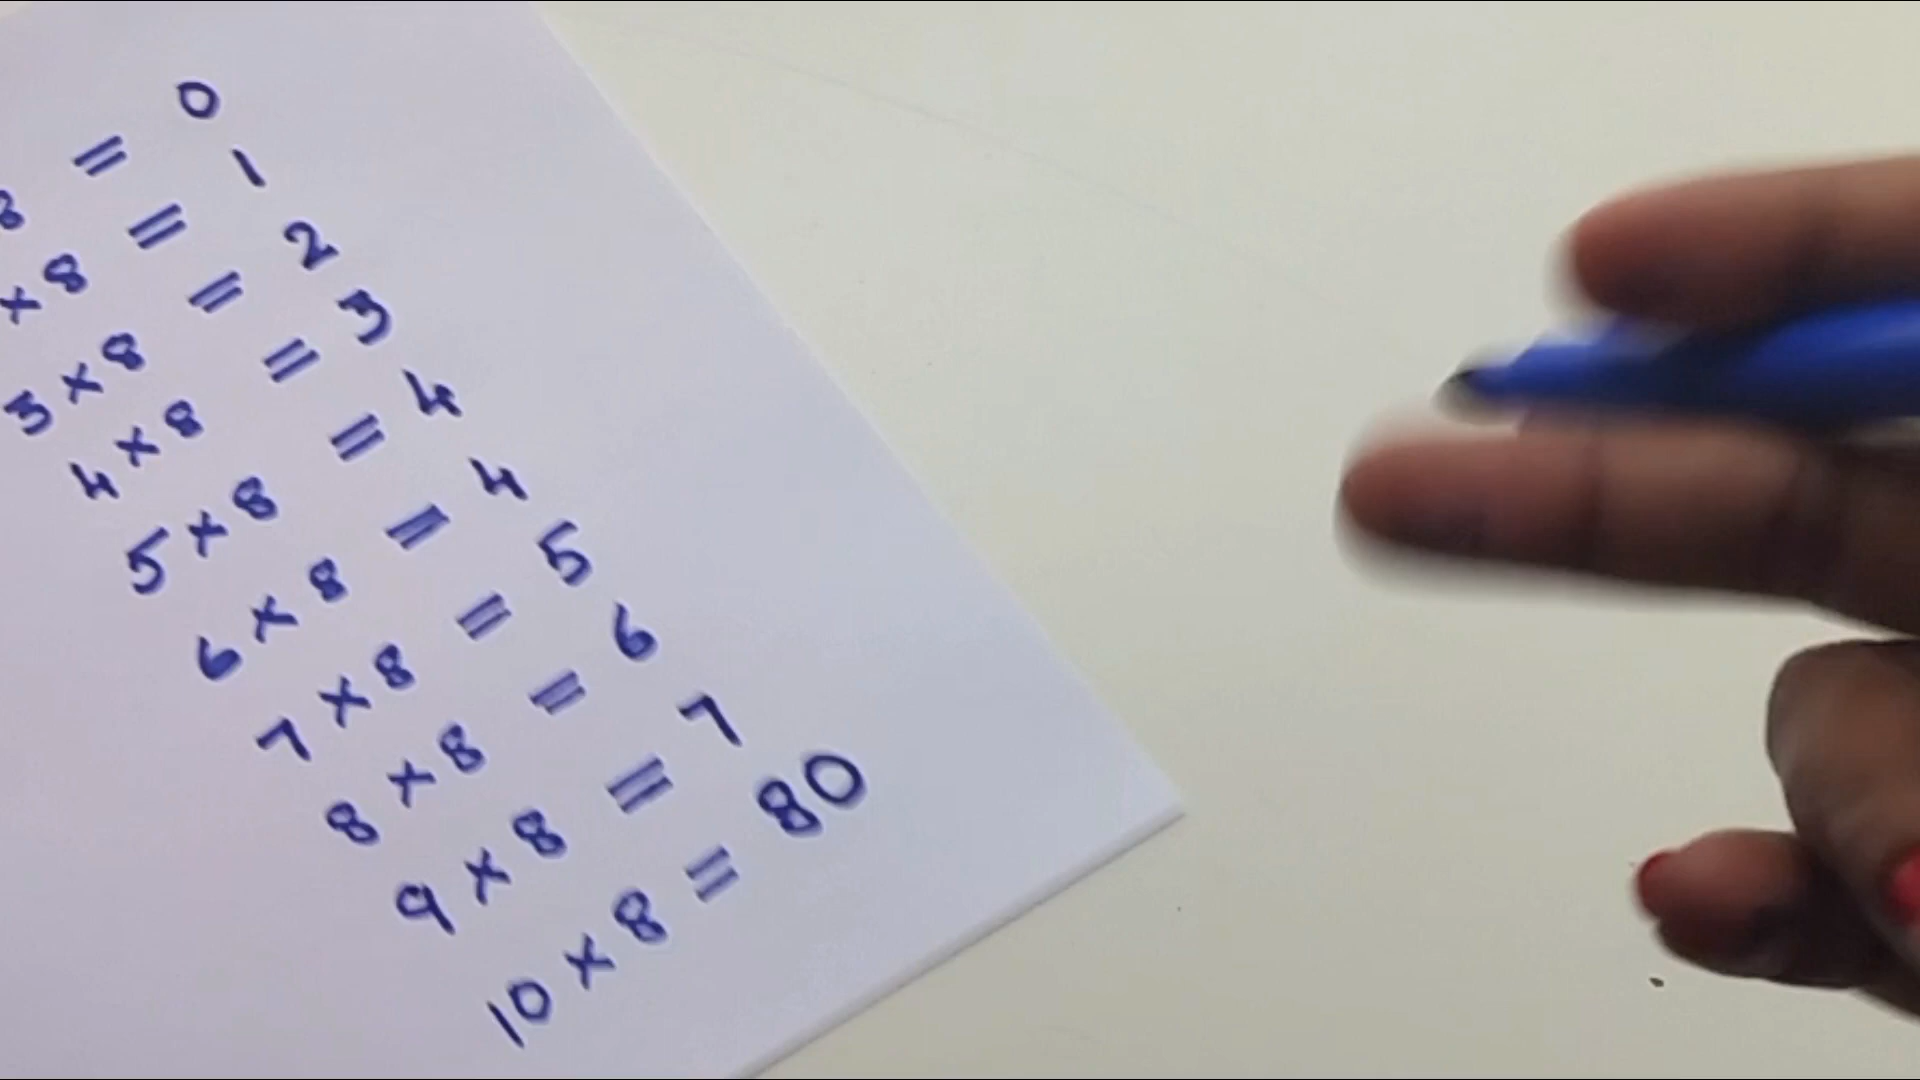 8 = 0
× 8 = 1
3 × 8 = 2
4 × 8 = 3
5 × 8 = 4
6 × 8 = 4
7 × 8 = 5
8 × 8 = 6
9 × 8 = 7
10 × 8 = 80